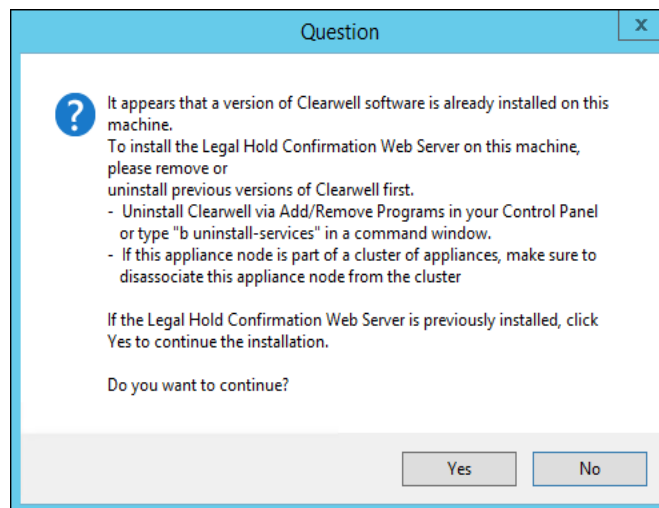 Question
x
?
It appears that a version of Clearwell software is already installed on this
machine.
To install the Legal Hold Confirmation Web Server on this machine,
please remove or
uninstall previous versions of Clearwell first.
- Uninstall Clearwell via Add/Remove Programs in your Control Panel
or type "b uninstall-services" in a command window.
- If this appliance node is part of a cluster of appliances, make sure to
disassociate this appliance node from the cluster
If the Legal Hold Confirmation Web Server is previously installed, click
Yes to continue the installation.
Do you want to continue?
Yes No